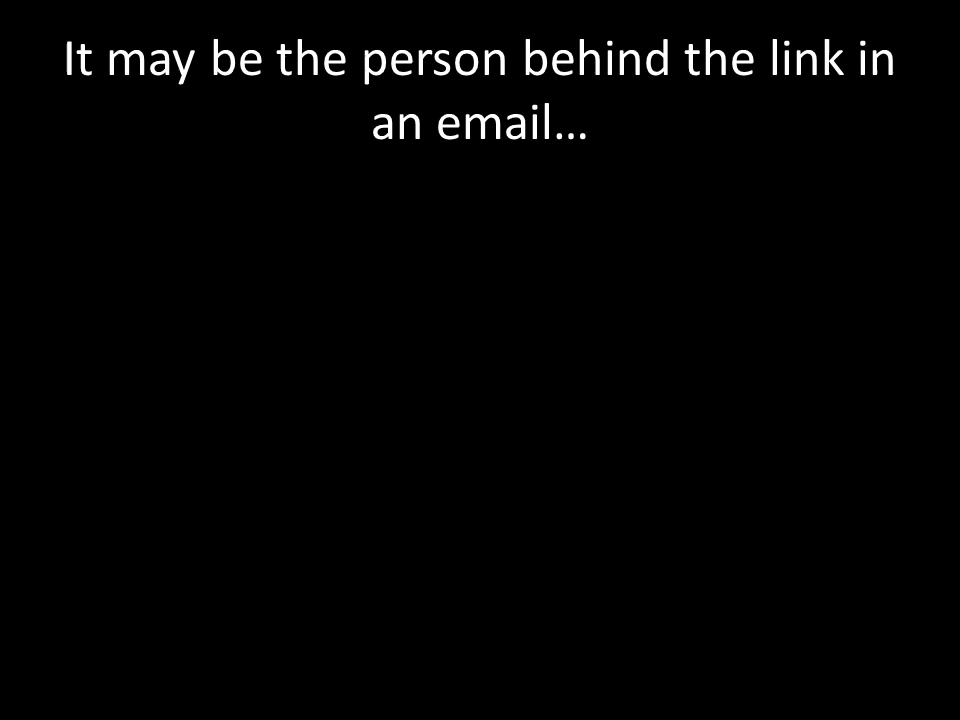 It may be the person behind the link in
an email…